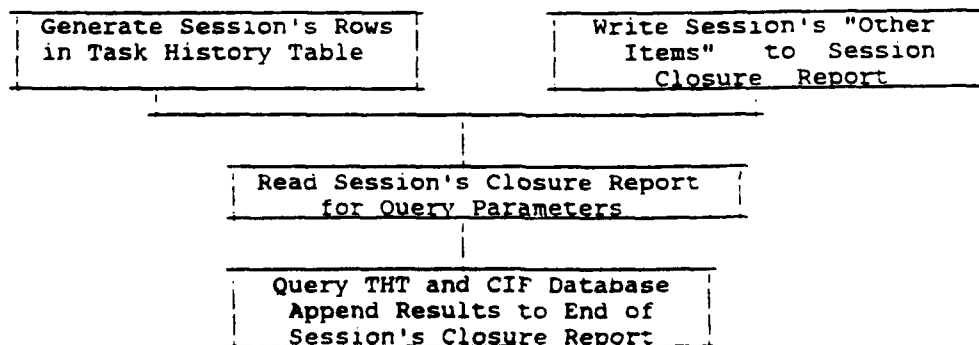 Generate Session's Rows
in Task History Table
Write Session's "Other
Items" to Session
Closure Report
Read Session's Closure Report
for Query Parameters
Query THT and CIF Database
Append Results to End of
Session's Closure Report